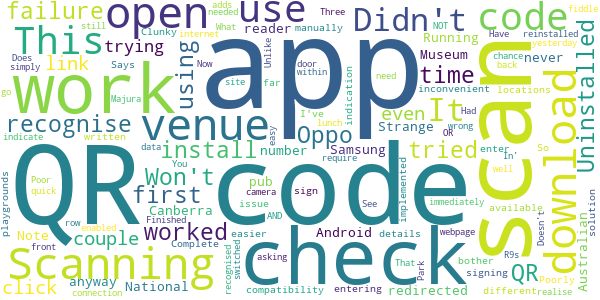 failure
open
use
Didn't
code
needed
still
adds
Three
Clunky
internet
manually
NOT
Running
yesterday
fiddle
This
trying
using
reader
Museum
Have
reinstalled
What
app
scan
Uninstalled
Does
simply
Now
site
Unlike
far
door
within
need
chance
back
link
time
never
inconvenient
locations
go
Majura
Says
indication
OR
work
venue
Oppo
even
It
download
recognise
I've
lunch
easy
Strange
wrong
Had
In'
indicate
written
data
install
number
Samsung
tried
enter
So
You
require
Poor
quick
QR
code
Won't
first
pub
camera
sign
AND
implemented
See
immediately
available
well
Doesn't
solution
playgrounds
Canberra
issue
Android
details
webpage
QR
Australian
Note
couple
worked
recognised
row
enabled
Finished
Complete
easier
asking
That
Park
redirected
bother
R9s
signing
Poorly
front
Scanning
check
switched
entering
different
realise
click
anyway
National
compatibility
connection